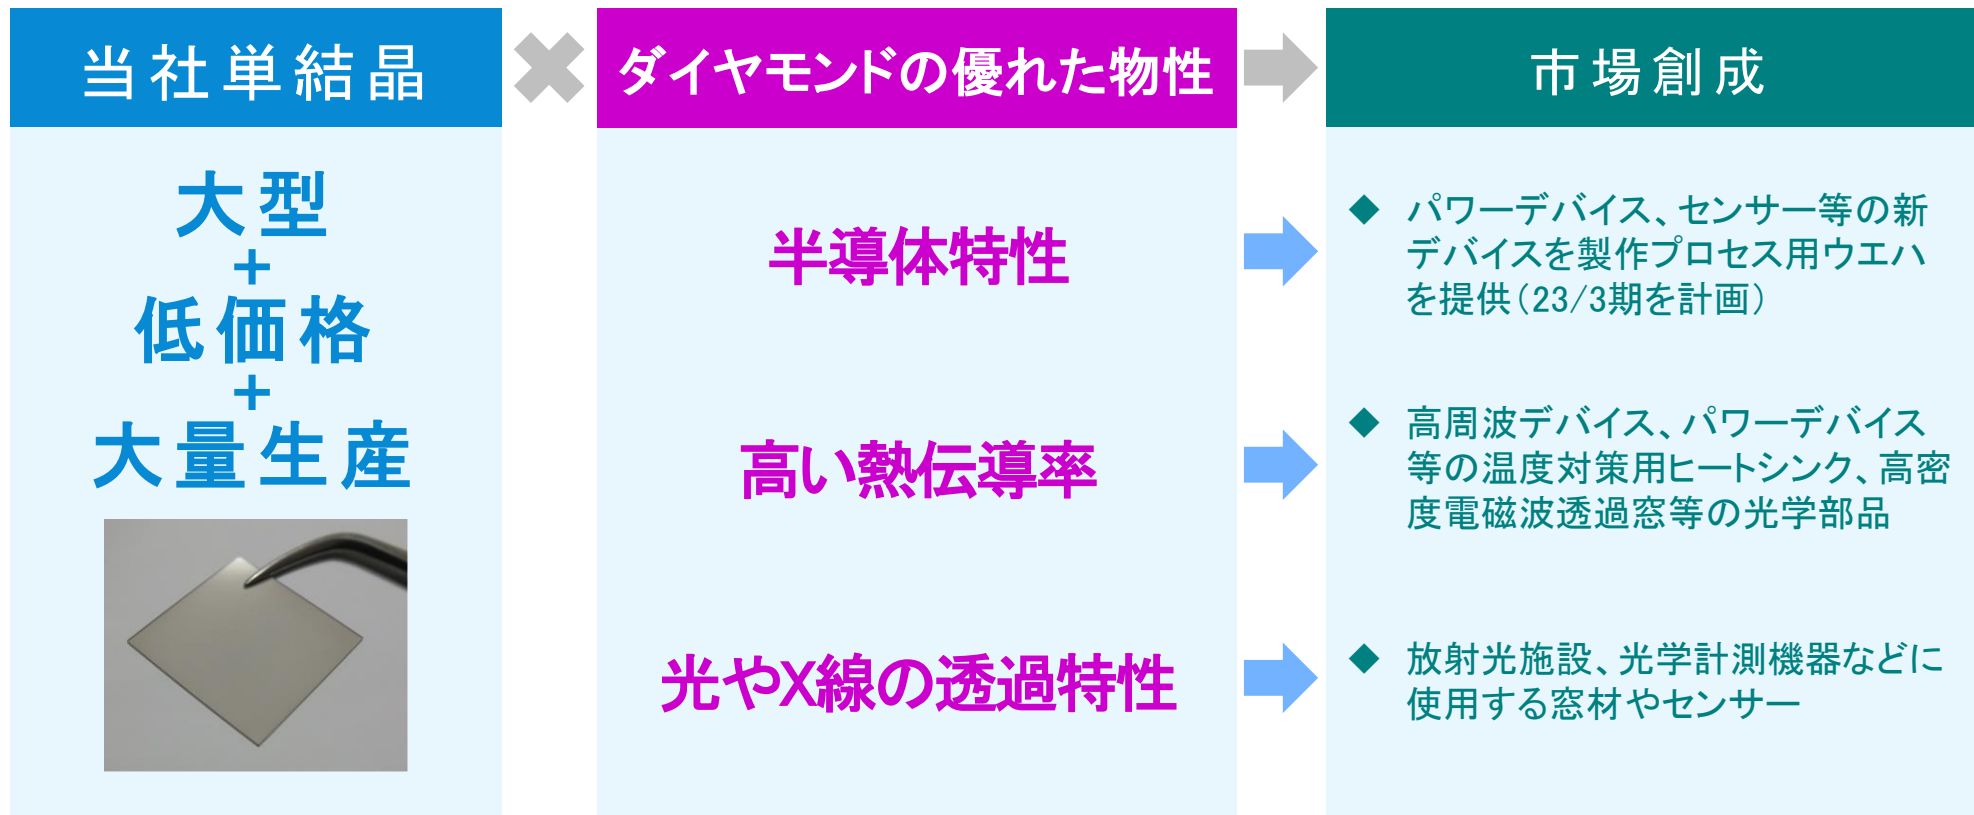 当社単結晶
ダイヤモンドの優れた物性
市場創成
大型
+
低価格
+
大量生産
半導体特性
高い熱伝導率
光やX線の透過特性
◆ パワーデバイス、センサー等の新
デバイスを製作プロセス用ウエハ
を提供（23/3期を計画）
◆ 高周波デバイス、パワーデバイス
等の温度対策用ヒートシンク、高密
度電磁波透過窓等の光学部品
◆ 放射光施設、光学計測機器などに
使用する窓材やセンサー